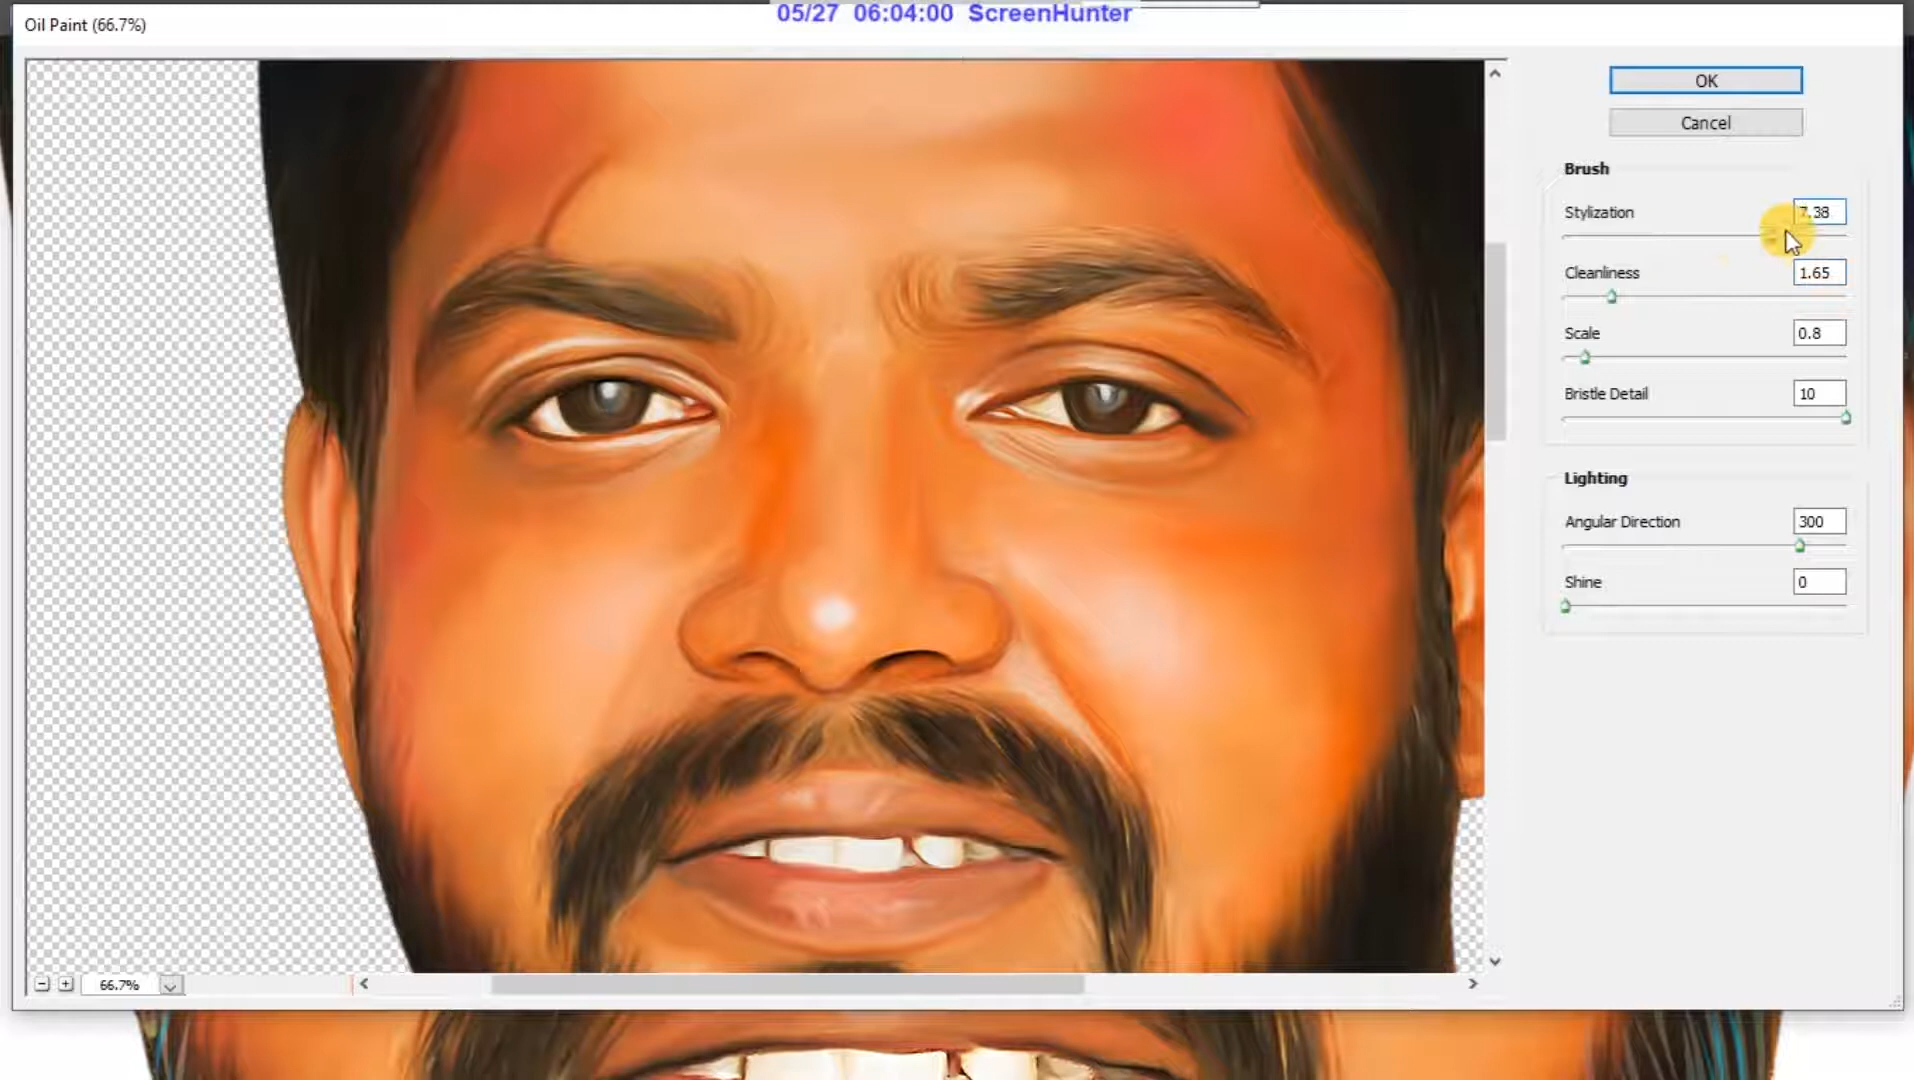 05/27 06:04:00 ScreenHunter
Oil Paint (66.7%)
OK
Cancel
Brush
Stylization 7.38
Cleanliness 1.65
Scale 0.8
Bristle Detail 10
Lighting
Angular Direction 300
Shine 0
66.7%